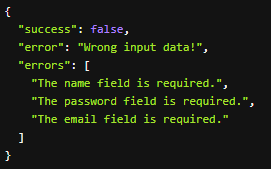 {
  "success": false,
  "error": "Wrong input data!",
  "errors": [
    "The name field is required.",
    "The password field is required.",
    "The email field is required."
  ]
}